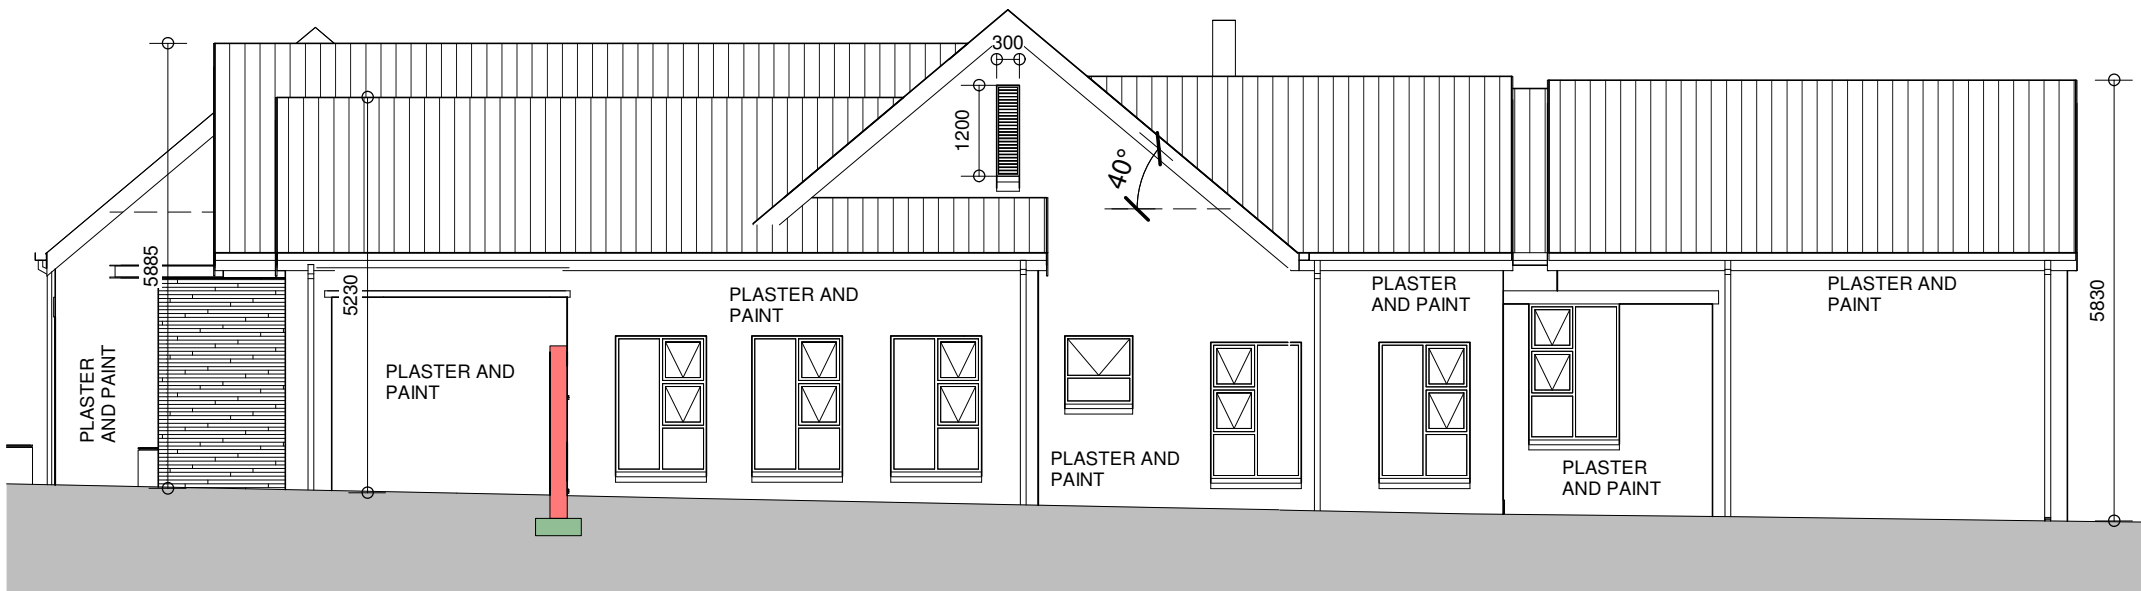 300
1200
40°
5885
5230
5830
PLASTER AND
PAINT
PLASTER
AND PAINT
PLASTER AND
PAINT
PLASTER
AND PAINT
PLASTER AND
PAINT
PLASTER AND
PAINT
PLASTER
AND PAINT